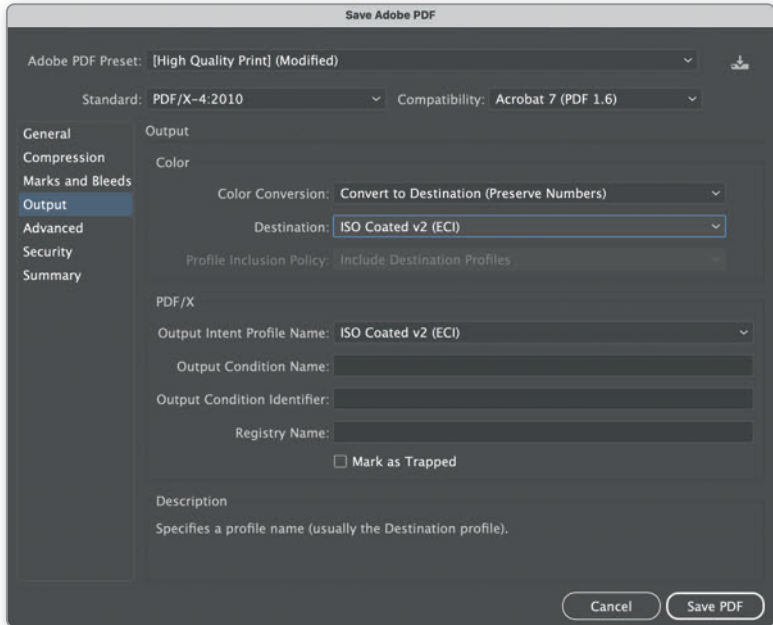 Save Adobe PDF
Adobe PDF Preset: [High Quality Print] (Modified)
Standard: PDF/X-4:2010 Compatibility: Acrobat 7 (PDF 1.6)
General
Compression
Marks and Bleeds
Output
Advanced
Security
Summary
Output
Color
Color Conversion: Convert to Destination (Preserve Numbers)
Destination: ISO Coated v2 (ECI)
Profile Inclusion Policy: Include Destination Profiles
PDF/X
Output Intent Profile Name: ISO Coated v2 (ECI)
Output Condition Name:
Output Condition Identifier:
Registry Name:
Mark as Trapped
Description
Specifies a profile name (usually the Destination profile).
Cancel Save PDF